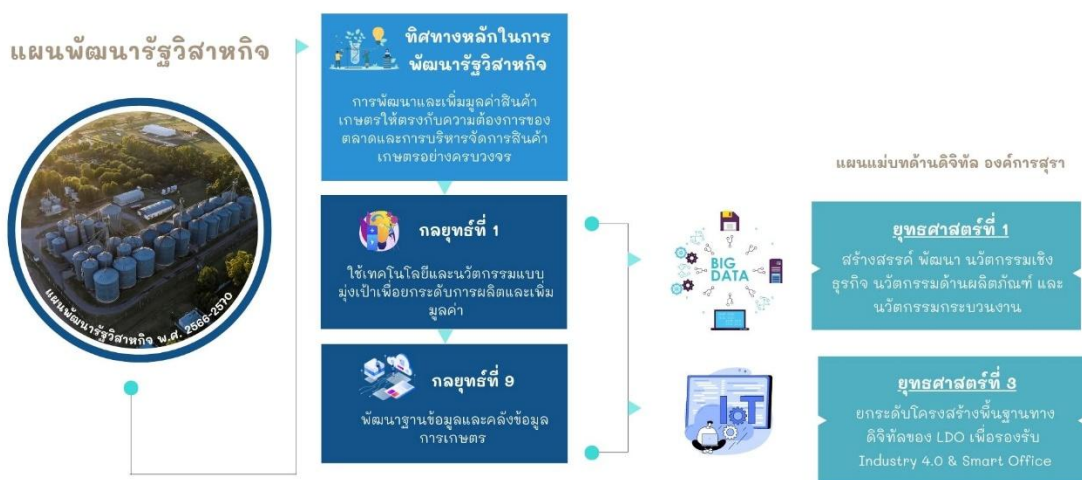 แผนพัฒนารัฐวิสาหกิจ
แผนพัฒนารัฐวิสาหกิจ พ.ศ. 2566-2570
ทิศทางหลักในการ
พัฒนารัฐวิสาหกิจ
การพัฒนาและเพิ่มมูลค่าสินค้า
เกษตรให้ตรงกับความต้องการของ
ตลาดและการบริหารจัดการสินค้า
เกษตรอย่างครบวงจร
กลยุทธ์ที่ 1
ใช้เทคโนโลยีและนวัตกรรมแบบ
มุ่งเป้าเพื่อยกระดับการผลิตและเพิ่ม
มูลค่า
กลยุทธ์ที่ 9
พัฒนาฐานข้อมูลและคลังข้อมูล
การเกษตร
BIG
DATA
IoT
แผนแม่บทด้านดิจิทัล องค์การสุรา
ยุทธศาสตร์ที่ 1
สร้างสรรค์ พัฒนา นวัตกรรมเชิง
ธุรกิจ นวัตกรรมด้านผลิตภัณฑ์ และ
นวัตกรรมกระบวนงาน
ยุทธศาสตร์ที่ 3
ยกระดับโครงสร้างพื้นฐานทาง
ดิจิทัลของ LDO เพื่อรองรับ
Industry 4.0 & Smart Office